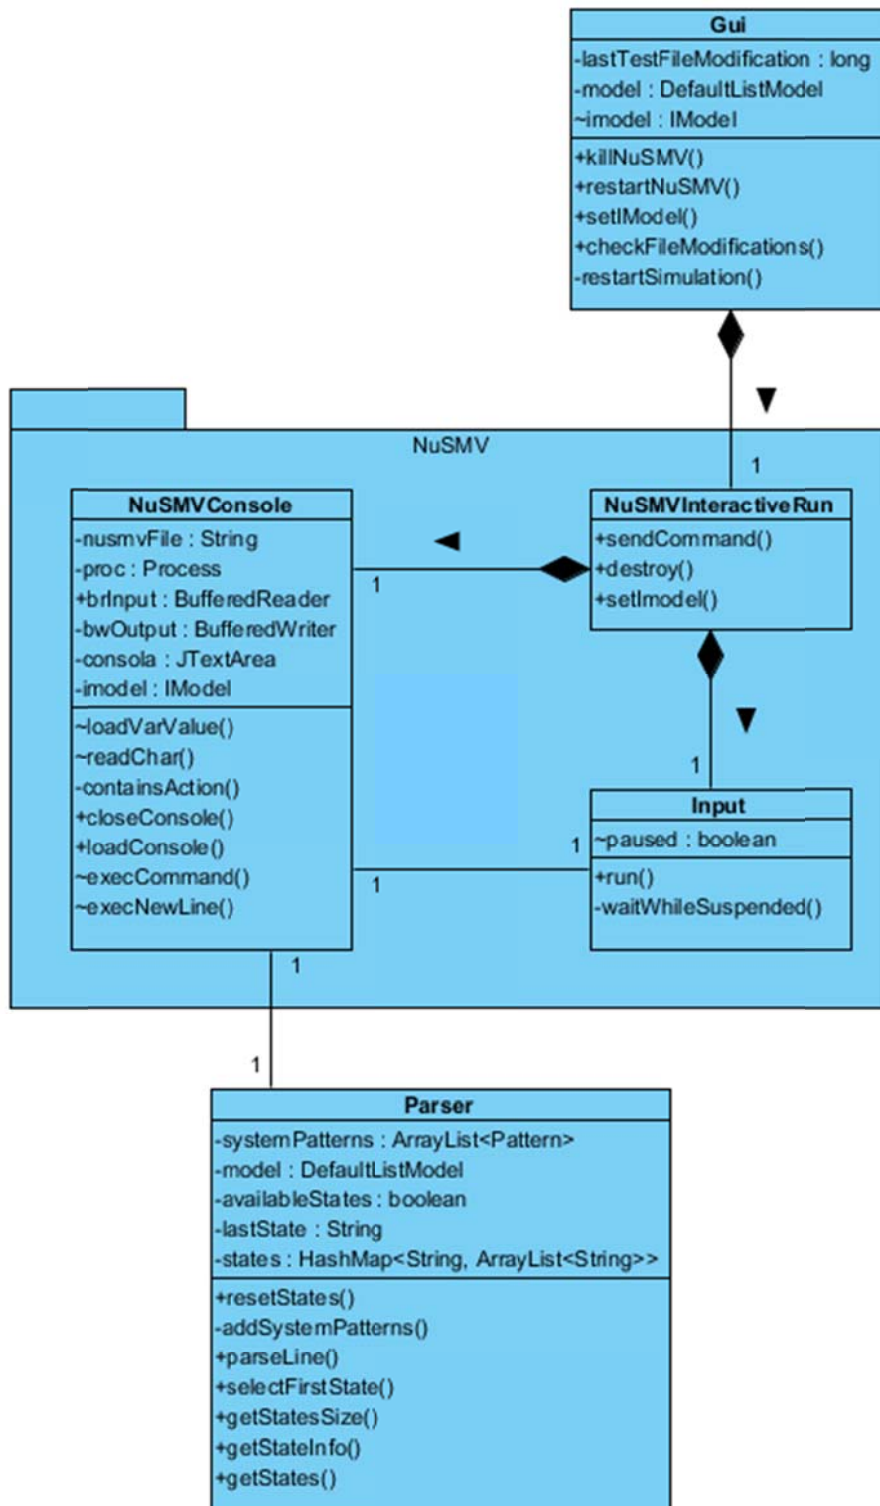 Gui
-lastTestFileModification : long
-model : DefaultListModel
~imodel : IModel
+killNuSMV()
+restartNuSMV()
+setIModel()
+checkFileModifications()
-restartSimulation()
1
NuSMV
NuSMVConsole
-nusmvFile : String
-proc : Process
+brInput : BufferedReader
-bwOutput : BufferedWriter
-consola : JTextArea
-imodel : IModel
~loadVarValue()
~readChar()
-containsAction()
+closeConsole()
+loadConsole()
~execCommand()
~execNewLine()
1
NuSMVInteractiveRun
+sendCommand()
+destroy()
+setImodel()
1
Input
~paused : boolean
+run()
-waitWhileSuspended()
1
1
1
1
Parser
-systemPatterns : ArrayList<Pattern>
-model : DefaultListModel
-availableStates : boolean
-lastState : String
-states : HashMap<String, ArrayList<String>>
+resetStates()
-addSystemPatterns()
+parseLine()
+selectFirstState()
+getStatesSize()
+getStateInfo()
+getStates()